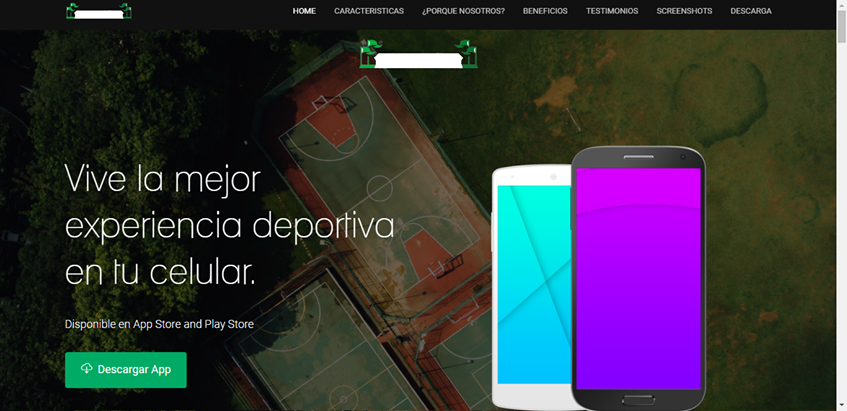 HOME CARACTERISTICAS ¿PORQUE NOSOTROS? BENEFICIOS TESTIMONIOS SCREENSHOTS DESCARGA
Vive la mejor
experiencia deportiva
en tu celular.
Disponible en App Store and Play Store
Descargar App